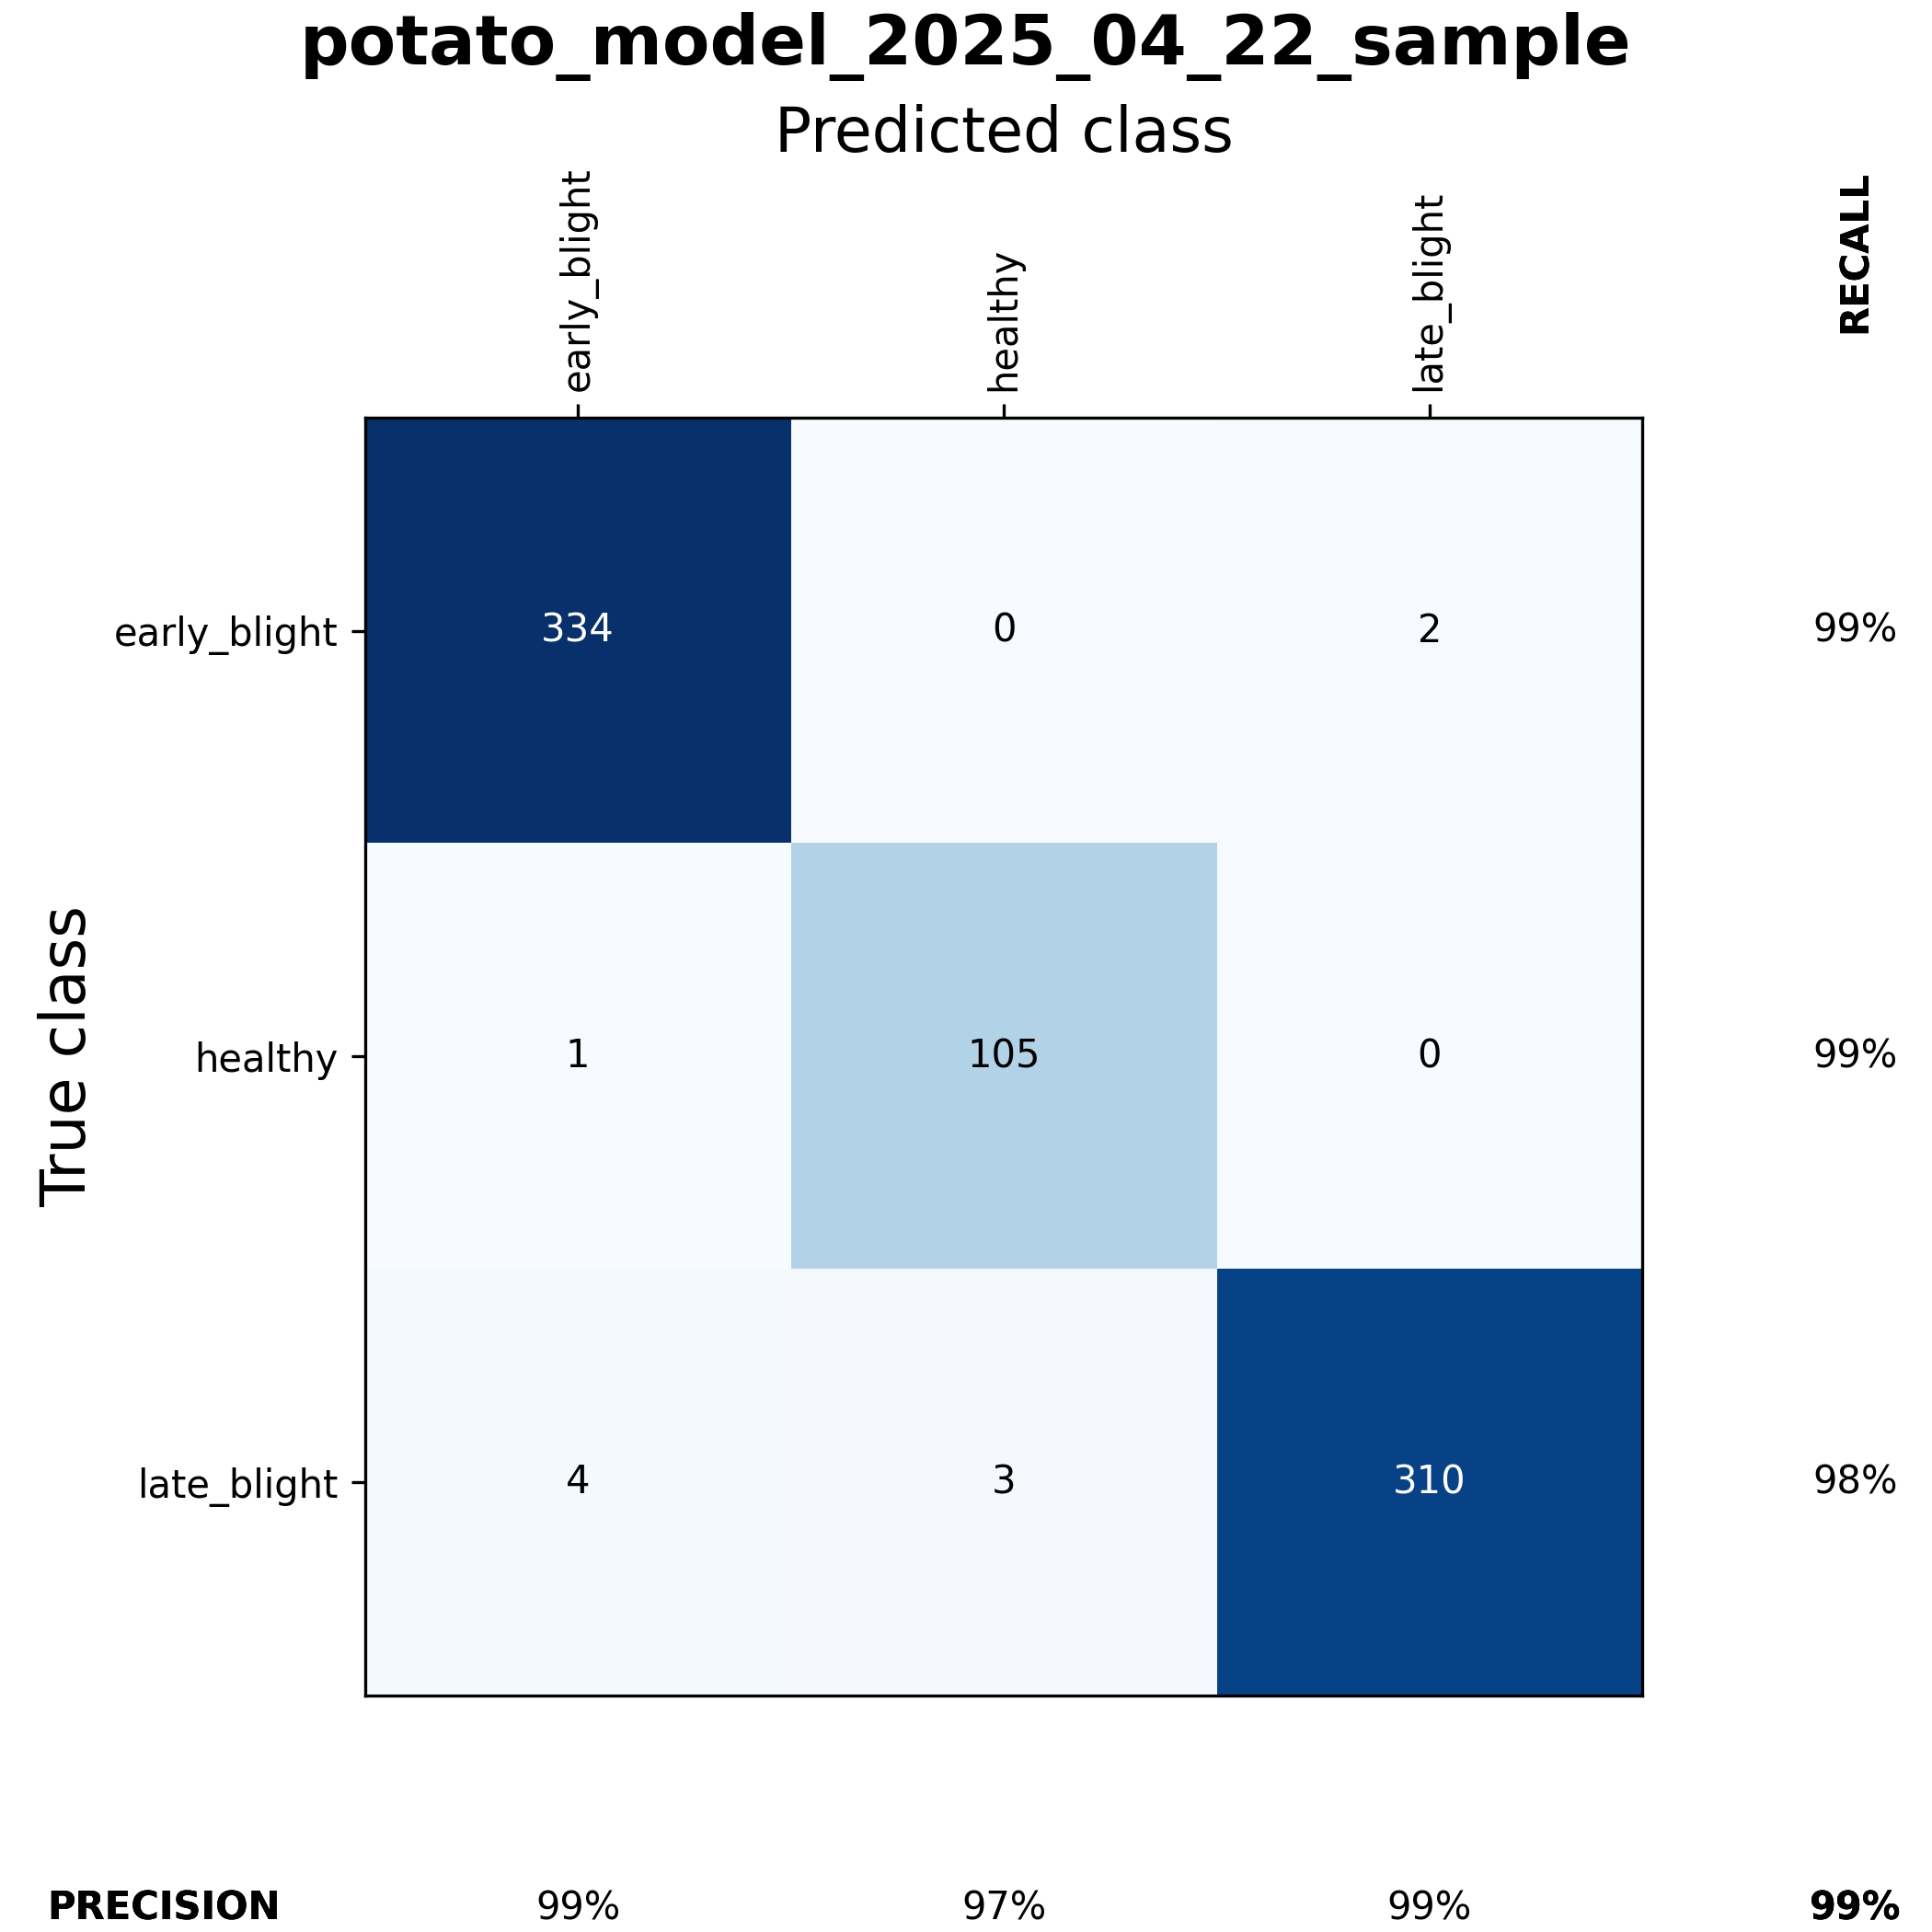 potato_model_2025_04_22_sample
Predicted class
early_blight healthy late_blight RECALL
True class
early_blight 334 0 2 99%
healthy 1 105 0 99%
late_blight 4 3 310 98%
PRECISION 99% 97% 99% 99%